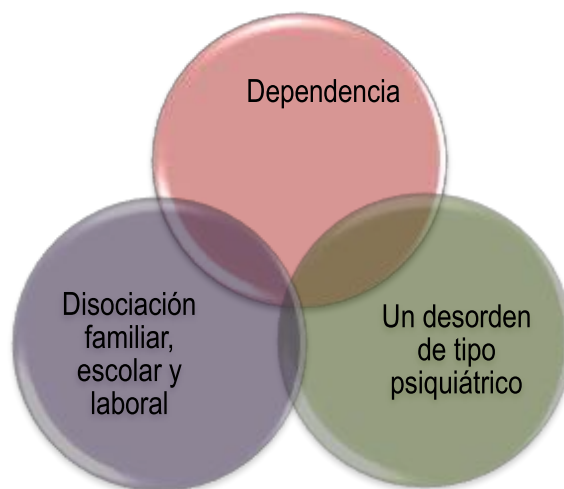 Dependencia
Disociación
familiar,
escolar y
laboral
Un desorden
de tipo
psiquiátrico